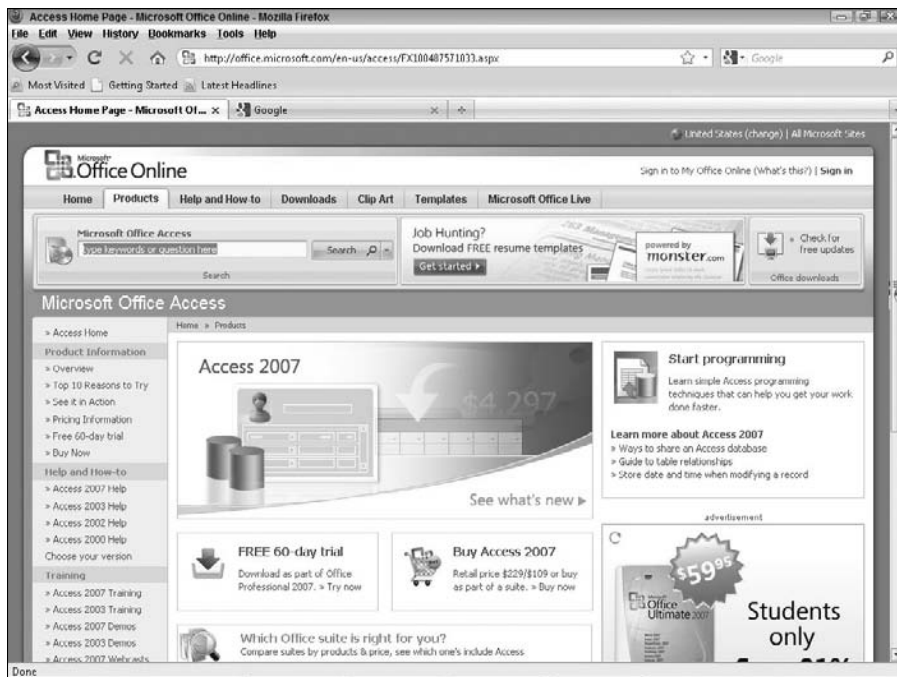 Access Home Page - Microsoft Office Online - Mozilla Firefox
File Edit View History Bookmarks Tools Help
http://office.microsoft.com/en-us/access/FX100487571033.aspx
Google
Most Visited Getting Started Latest Headlines
Access Home Page - Microsoft Of...
Google
United States (change) | All Microsoft Sites
Microsoft
Office Online
Sign in to My Office Online (What's this?) | Sign in
Home Products Help and How-to Downloads Clip Art Templates Microsoft Office Live
Microsoft Office Access
type keywords or question here
Search
Search
Job Hunting?
Download FREE resume templates
Get started
powered by
monster.com
» Check for
free updates
Office downloads
Microsoft Office Access
» Access Home
Product Information
» Overview
» Top 10 Reasons to Try
» See it in Action
» Pricing Information
» Free 60-day trial
» Buy Now
Help and How-to
» Access 2007 Help
» Access 2003 Help
» Access 2002 Help
» Access 2000 Help
Choose your version
Training
» Access 2007 Training
» Access 2003 Training
» Access 2007 Demos
» Access 2003 Demos
» Access 2007 Webcasts
Home » Products
Access 2007
$4,297
See what's new
FREE 60-day trial
Download as part of Office
Professional 2007. » Try now
Buy Access 2007
Retail price $229/$109 or buy
as part of a suite. » Buy now
Which Office suite is right for you?
Compare suites by products & price, see which one's include Access
Start programming
Learn simple Access programming
techniques that can help you get your work
done faster.
Learn more about Access 2007
» Ways to share an Access database
» Guide to table relationships
» Store date and time when modifying a record
advertisement
$59.95
Microsoft
Office
Ultimate 2007
Students
only
Done